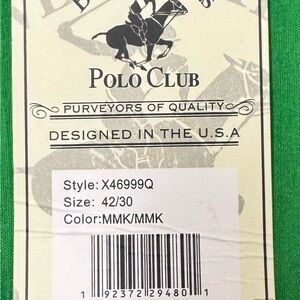 POLO CLUB
PURVEYORS OF QUALITY
DESIGNED IN THE U.S.A
Style: X46999Q
Size: 42/30
Color:MMK/MMK
1 92372 29480 1